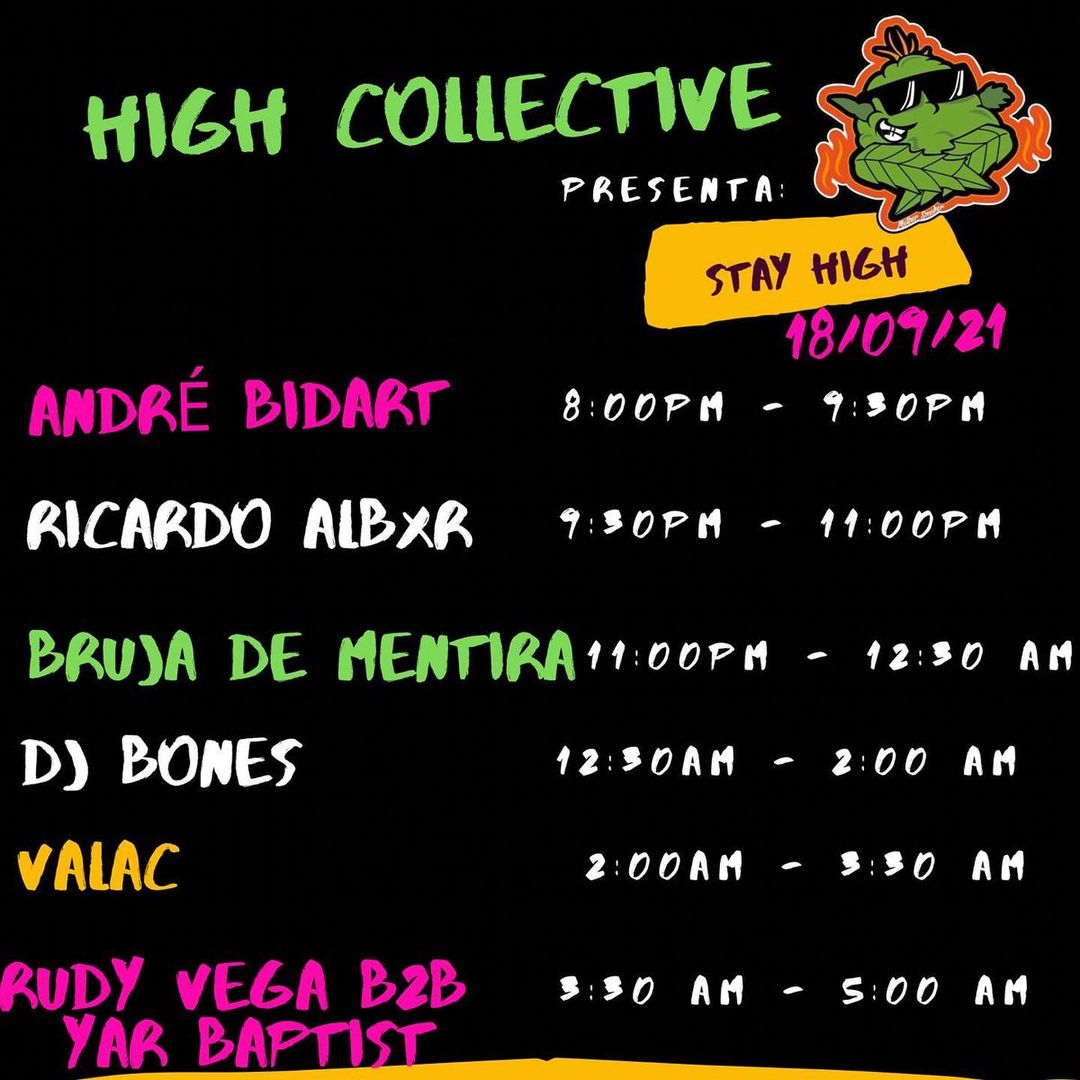 HIGH COLLECTIVE
PRESENTA:
STAY HIGH
18/09/21
ANDRÉ BIDART 8:00PM - 9:30PM
RICARDO ALBXR 9:30PM - 11:00PM
BRUJA DE MENTIRA 11:00PM - 12:30 AM
DJ BONES 12:30AM - 2:00 AM
VALAC 2:00AM - 3:30 AM
RUDY VEGA B2B 3:30 AM - 5:00 AM
YAR BAPTIST